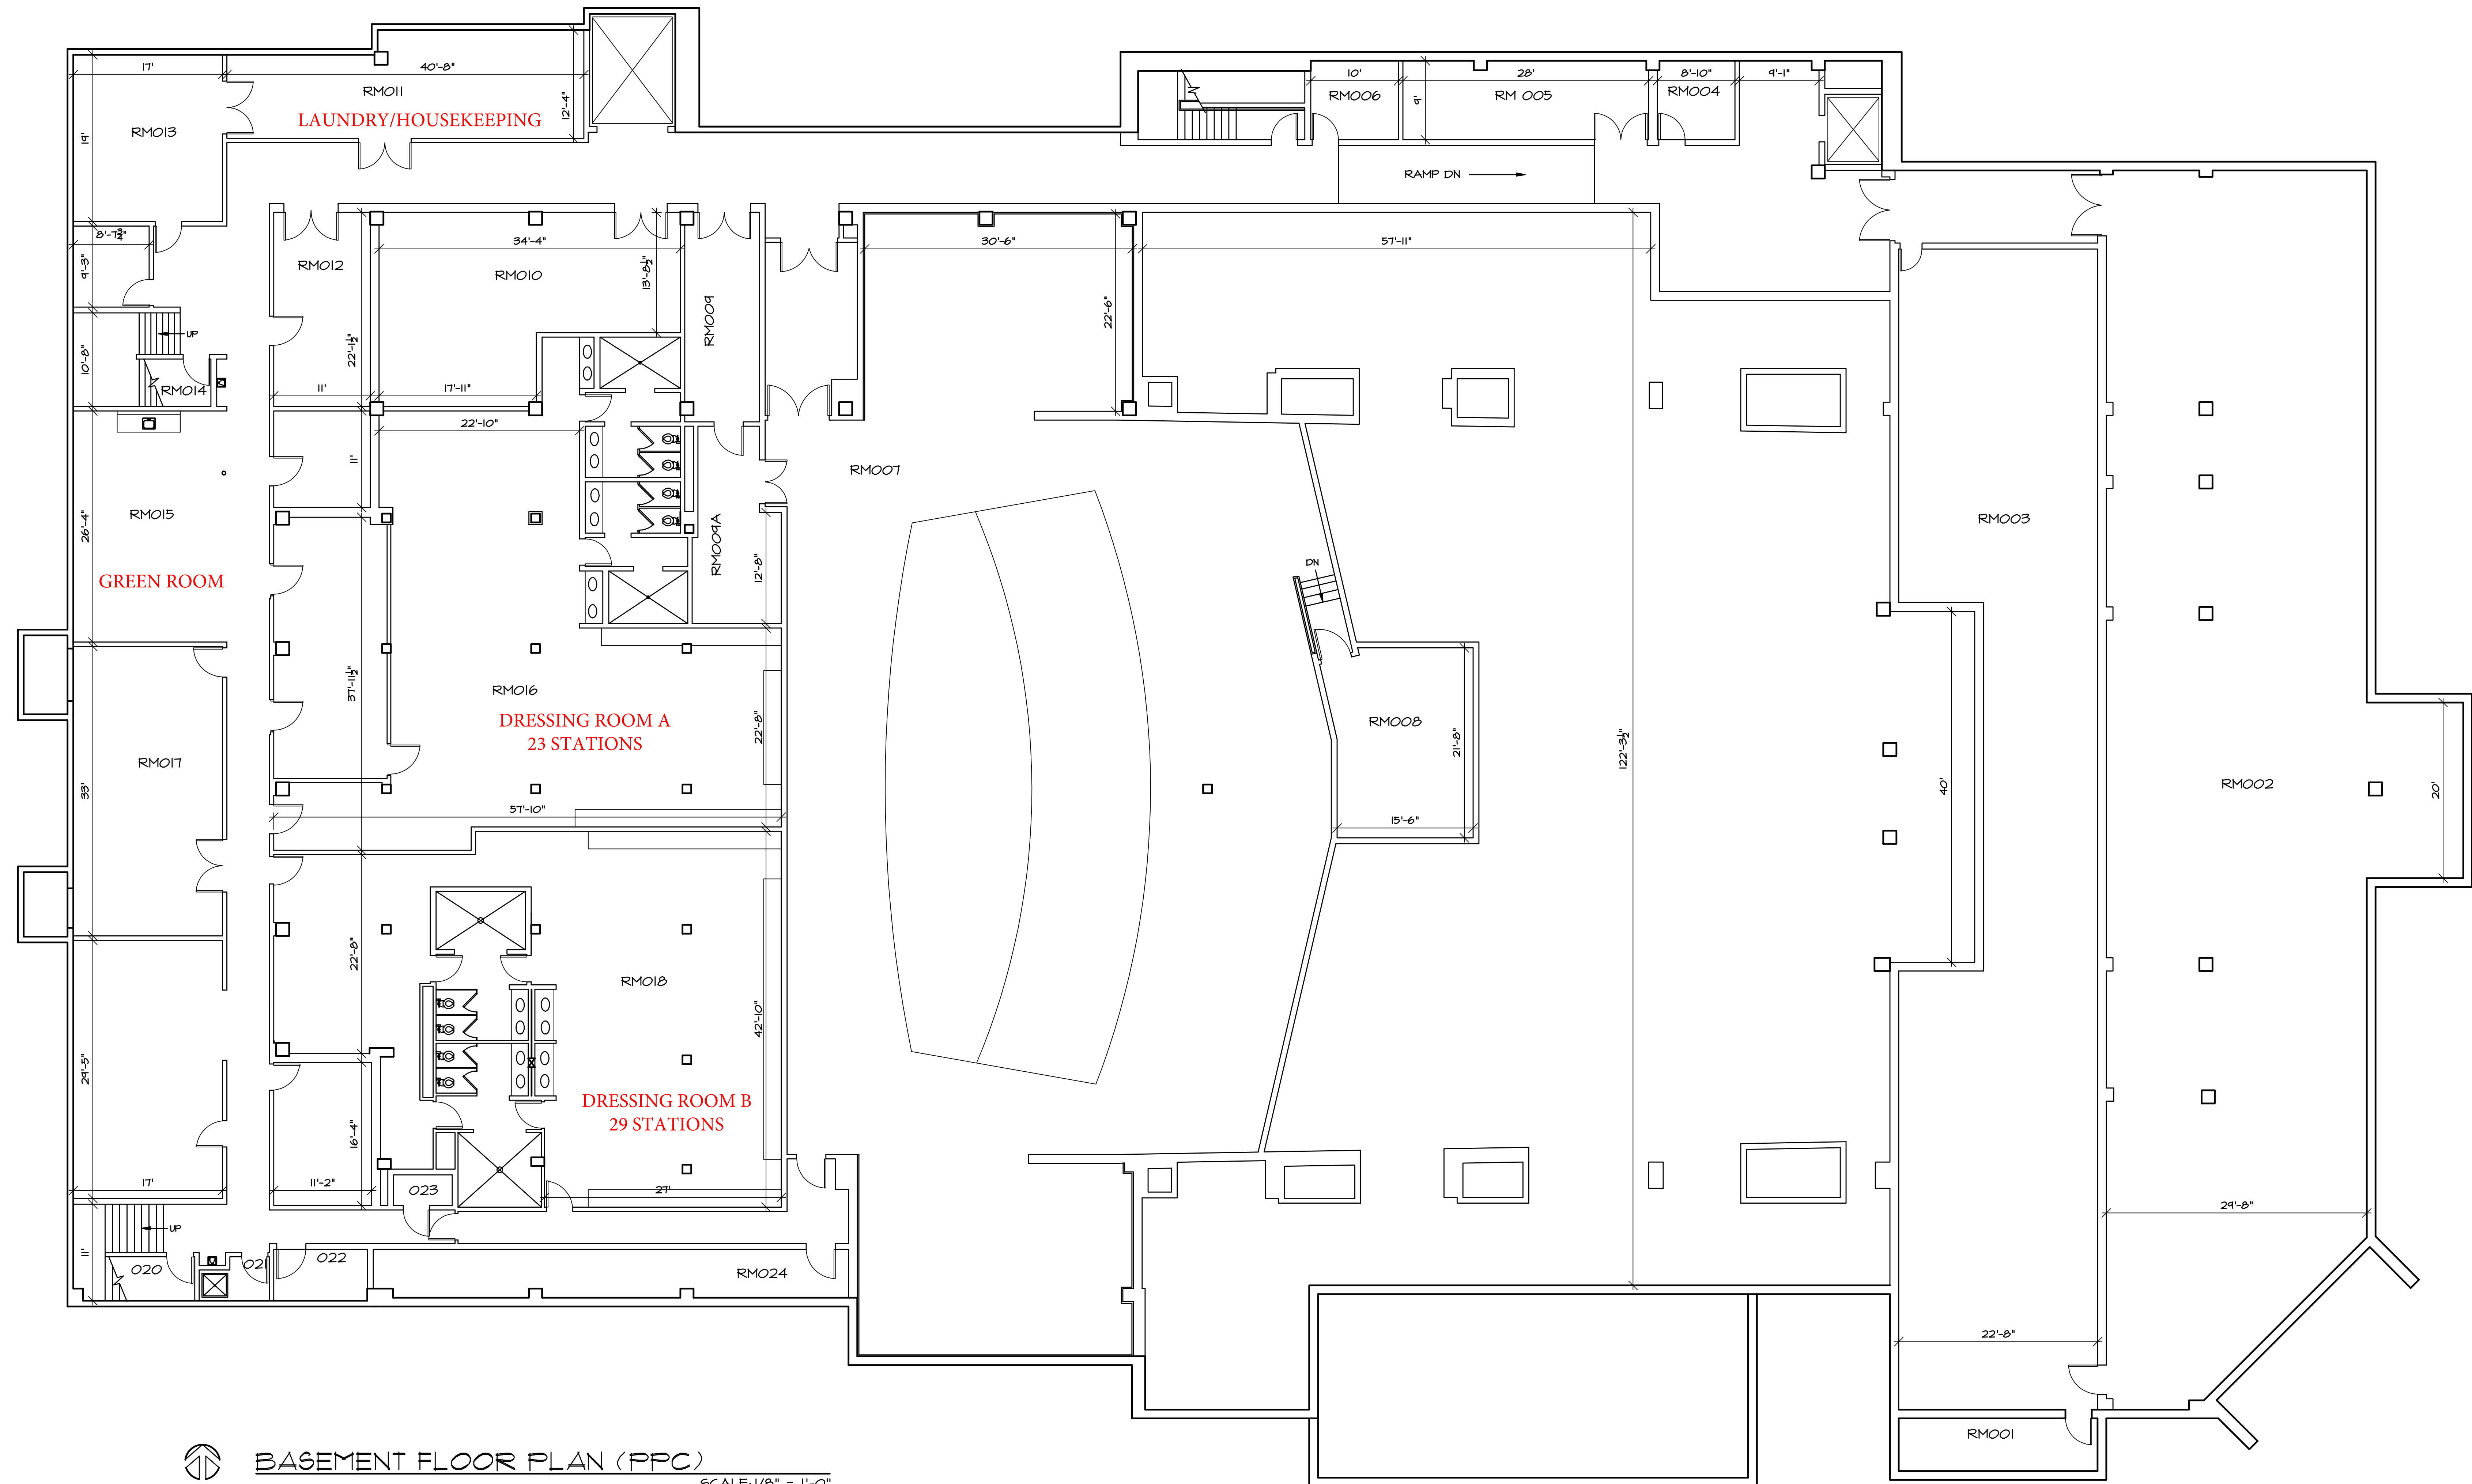 17'
40'-8"
RM011
LAUNDRY/HOUSEKEEPING
12'-4"
RM013
19'
10'
28'
8'-10"
9'-1"
RM006
9'
RM 005
RM004
RAMP DN
8'-7¾"
9'-3"
RM012
34'-4"
RM010
13'-8½"
RM009
30'-6"
22'-6"
57'-11"
UP
10'-8"
RM014
22'-1½"
11'
17'-11"
22'-10"
11'
RM007
RM015
26'-4"
GREEN ROOM
RM009A
12'-8"
RM003
DN
37'-11½"
RM016
DRESSING ROOM A
23 STATIONS
22'-8"
RM008
21'-8"
15'-6"
122'-3½"
40'
RM002
20'
RM017
33'
57'-10"
22'-8"
RM018
42'-10"
29'-5"
DRESSING ROOM B
29 STATIONS
16'-4"
17'
11'-2"
023
27'
29'-8"
UP
11'
020
021
022
RM024
22'-8"
RM001
BASEMENT FLOOR PLAN (PPC)
SCALE:1/8" = 1'-0"